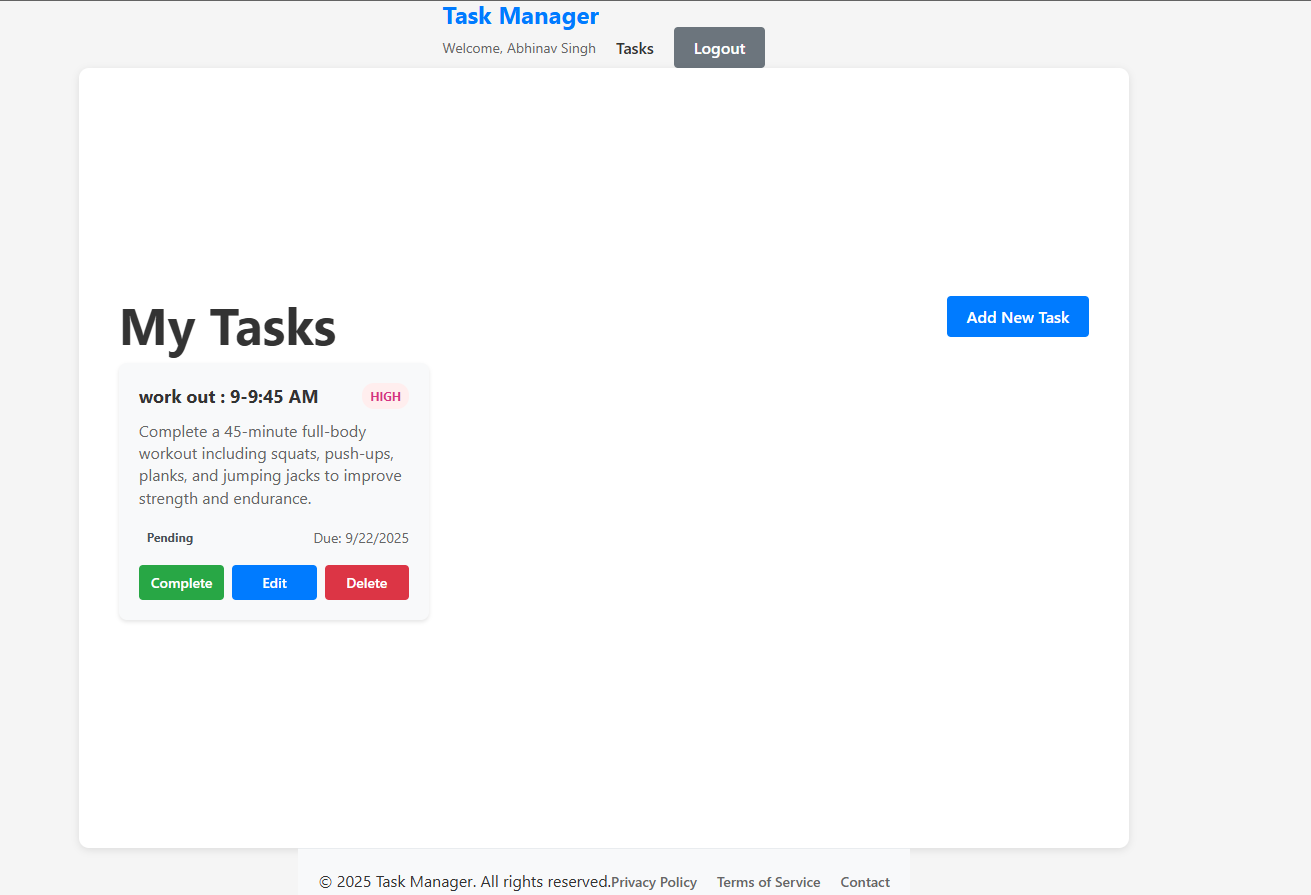 Task Manager
Welcome, Abhinav Singh Tasks Logout
My Tasks
Add New Task
work out : 9-9:45 AM HIGH
Complete a 45-minute full-body
workout including squats, push-ups,
planks, and jumping jacks to improve
strength and endurance.
Pending Due: 9/22/2025
Complete Edit Delete
© 2025 Task Manager. All rights reserved.Privacy Policy Terms of Service Contact